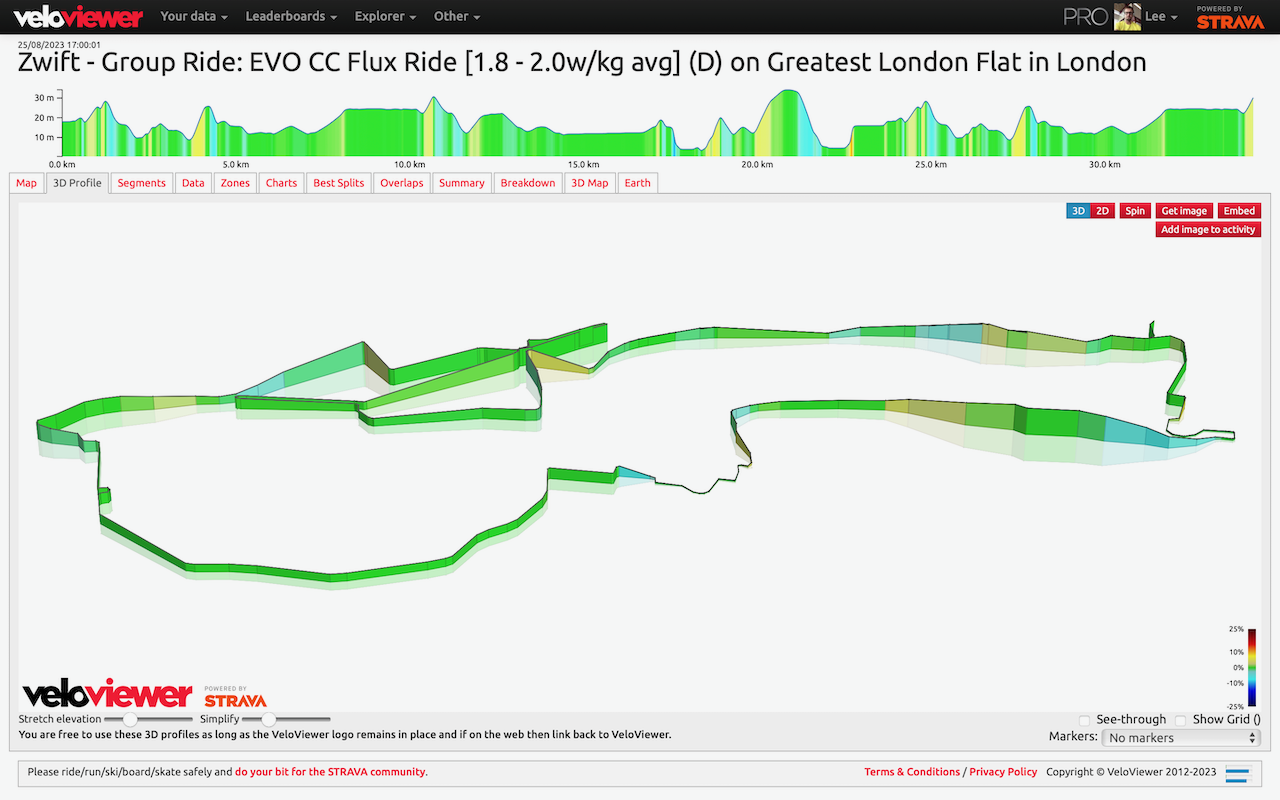 veloviewer Your data Leaderboards Explorer Other PRO Lee POWERED BY STRAVA
25/08/2023 17:00:01
Zwift - Group Ride: EVO CC Flux Ride [1.8 - 2.0w/kg avg] (D) on Greatest London Flat in London
30 m
20 m
10 m
0.0 km 5.0 km 10.0 km 15.0 km 20.0 km 25.0 km 30.0 km
Map 3D Profile Segments Data Zones Charts Best Splits Overlaps Summary Breakdown 3D Map Earth
3D 2D Spin Get image Embed
Add image to activity
25%
10%
0%
-10%
-25%
veloviewer POWERED BY STRAVA
Stretch elevation Simplify See-through Show Grid ()
You are free to use these 3D profiles as long as the VeloViewer logo remains in place and if on the web then link back to VeloViewer. Markers: No markers
Please ride/run/ski/board/skate safely and do your bit for the STRAVA community. Terms & Conditions / Privacy Policy Copyright © VeloViewer 2012-2023